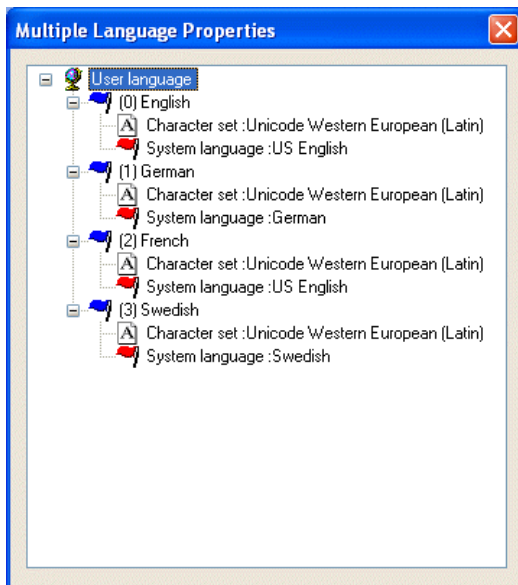 Multiple Language Properties
User language
(0) English
Character set :Unicode Western European (Latin)
System language :US English
(1) German
Character set :Unicode Western European (Latin)
System language :German
(2) French
Character set :Unicode Western European (Latin)
System language :US English
(3) Swedish
Character set :Unicode Western European (Latin)
System language :Swedish